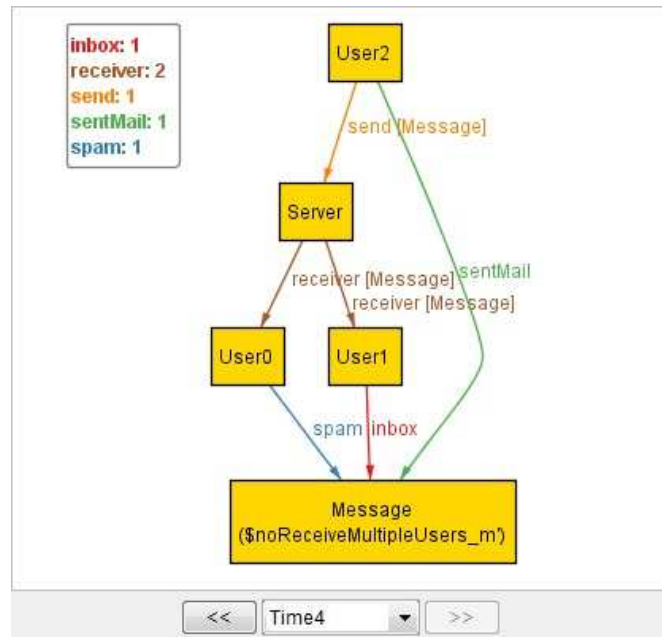 inbox: 1
receiver: 2
send: 1
sentMail: 1
spam: 1
User2
send [Message]
Server
sentMail
receiver [Message]
receiver [Message]
User0
User1
spam
inbox
Message
($noReceiveMultipleUsers_m')
<<
Time4
>>